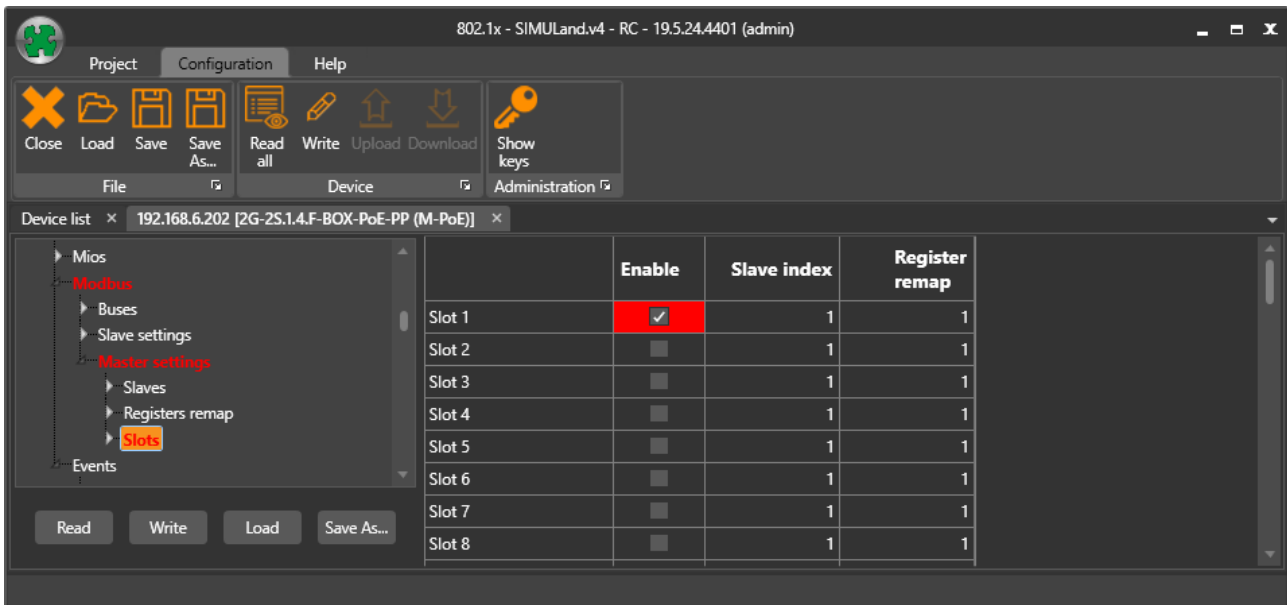 802.1x - SIMULand.v4 - RC - 19.5.24.4401 (admin)
Project Configuration Help
Close Load Save Save As... Read all Write Upload Download Show keys
File Device Administration
Device list × 192.168.6.202 [2G-2S.1.4.F-BOX-PoE-PP (M-PoE)] ×
Mios
Modbus
Buses
Slave settings
Master settings
Slaves
Registers remap
Slots
Events
Read Write Load Save As...
Enable Slave index Register remap
Slot 1 1 1
Slot 2 1 1
Slot 3 1 1
Slot 4 1 1
Slot 5 1 1
Slot 6 1 1
Slot 7 1 1
Slot 8 1 1